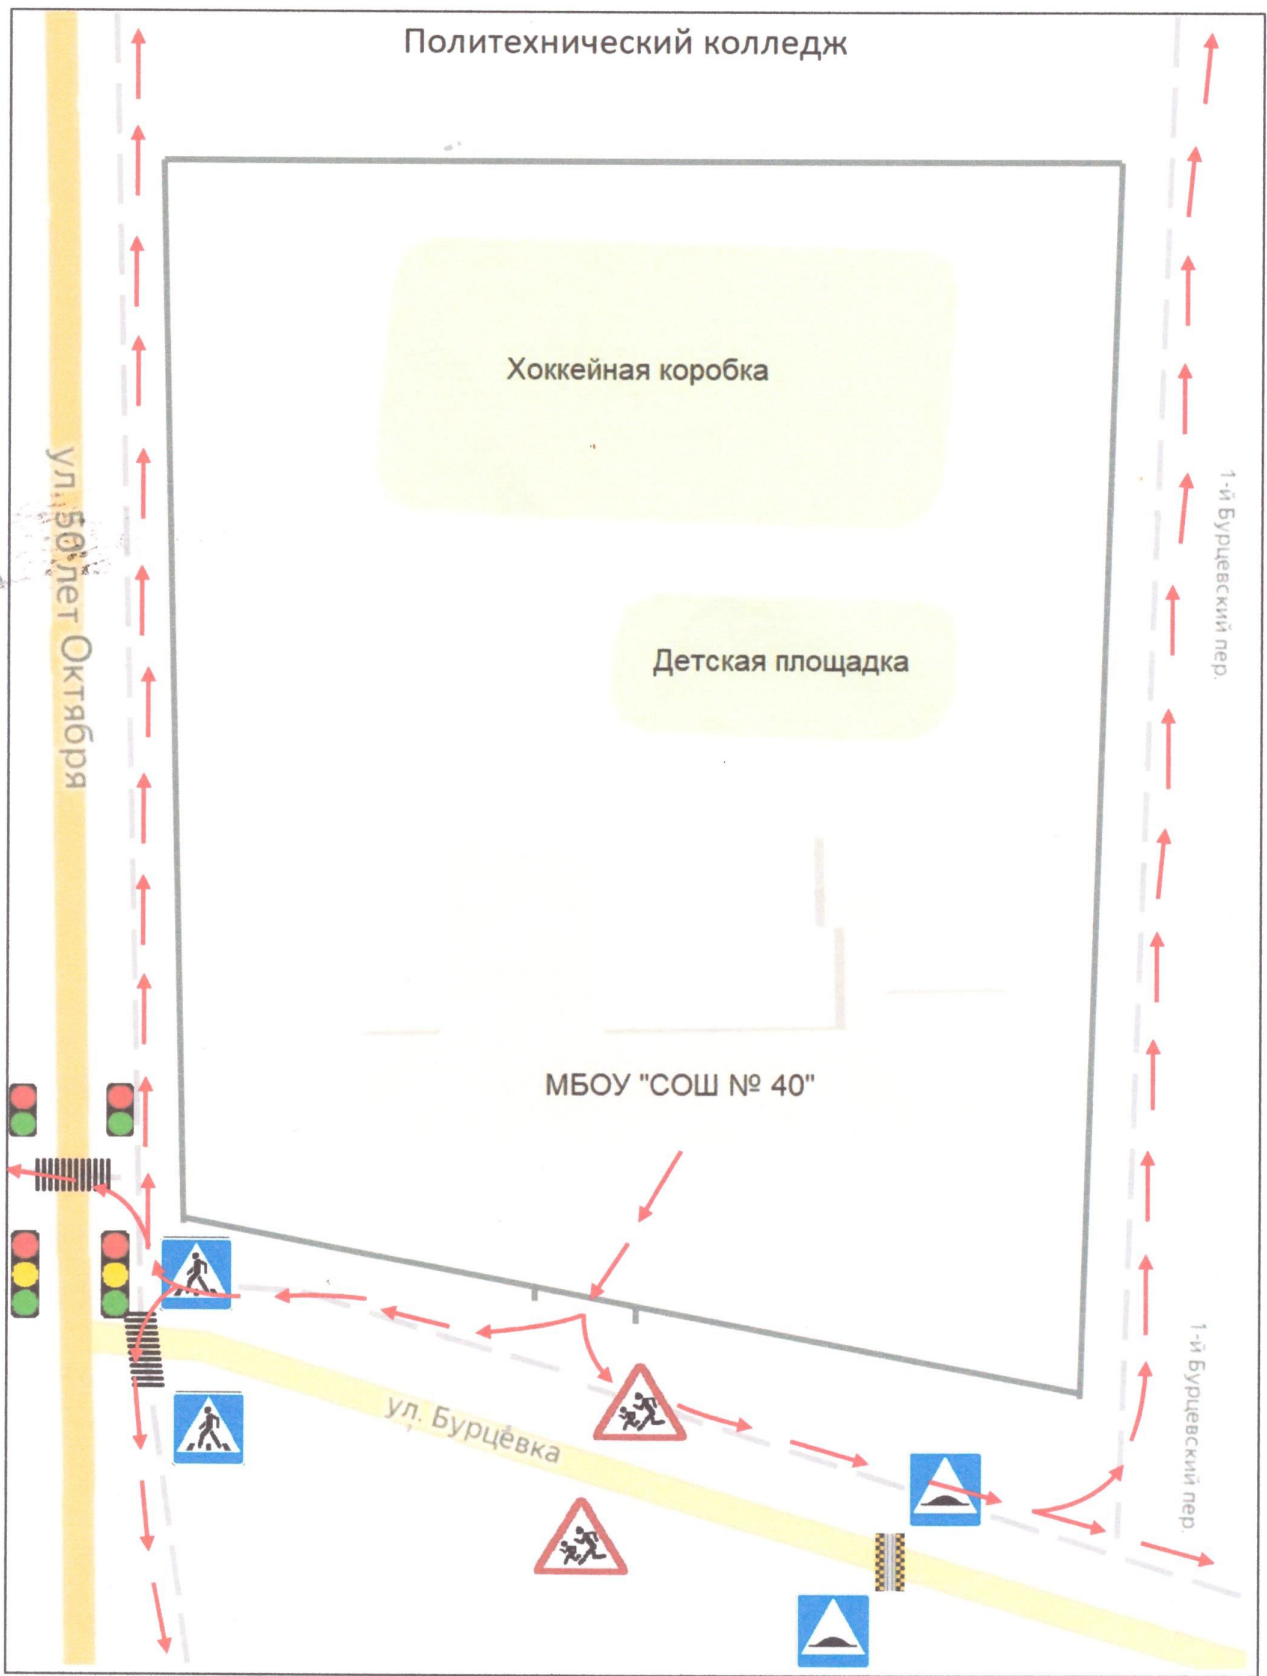 Политехнический колледж
Хоккейная коробка
ул. 50 лет Октября
1-й Бурцевский пер.
Детская площадка
МБОУ "СОШ № 40"
ул. Бурцевка
1-й Бурцевский пер.